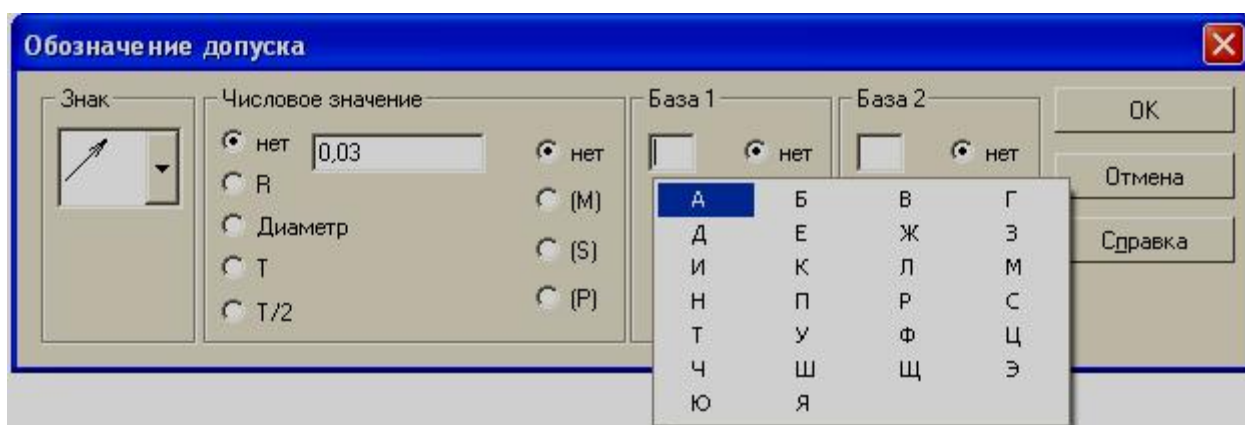 Обозначение допуска
Знак Числовое значение База 1 База 2 OK
нет 0,03 нет нет нет
R (M) Отмена
Диаметр (S) Справка
T (P)
T/2
А Б В Г
Д Е Ж З
И К Л М
Н П Р С
Т У Ф Ц
Ч Ш Щ Э
Ю Я